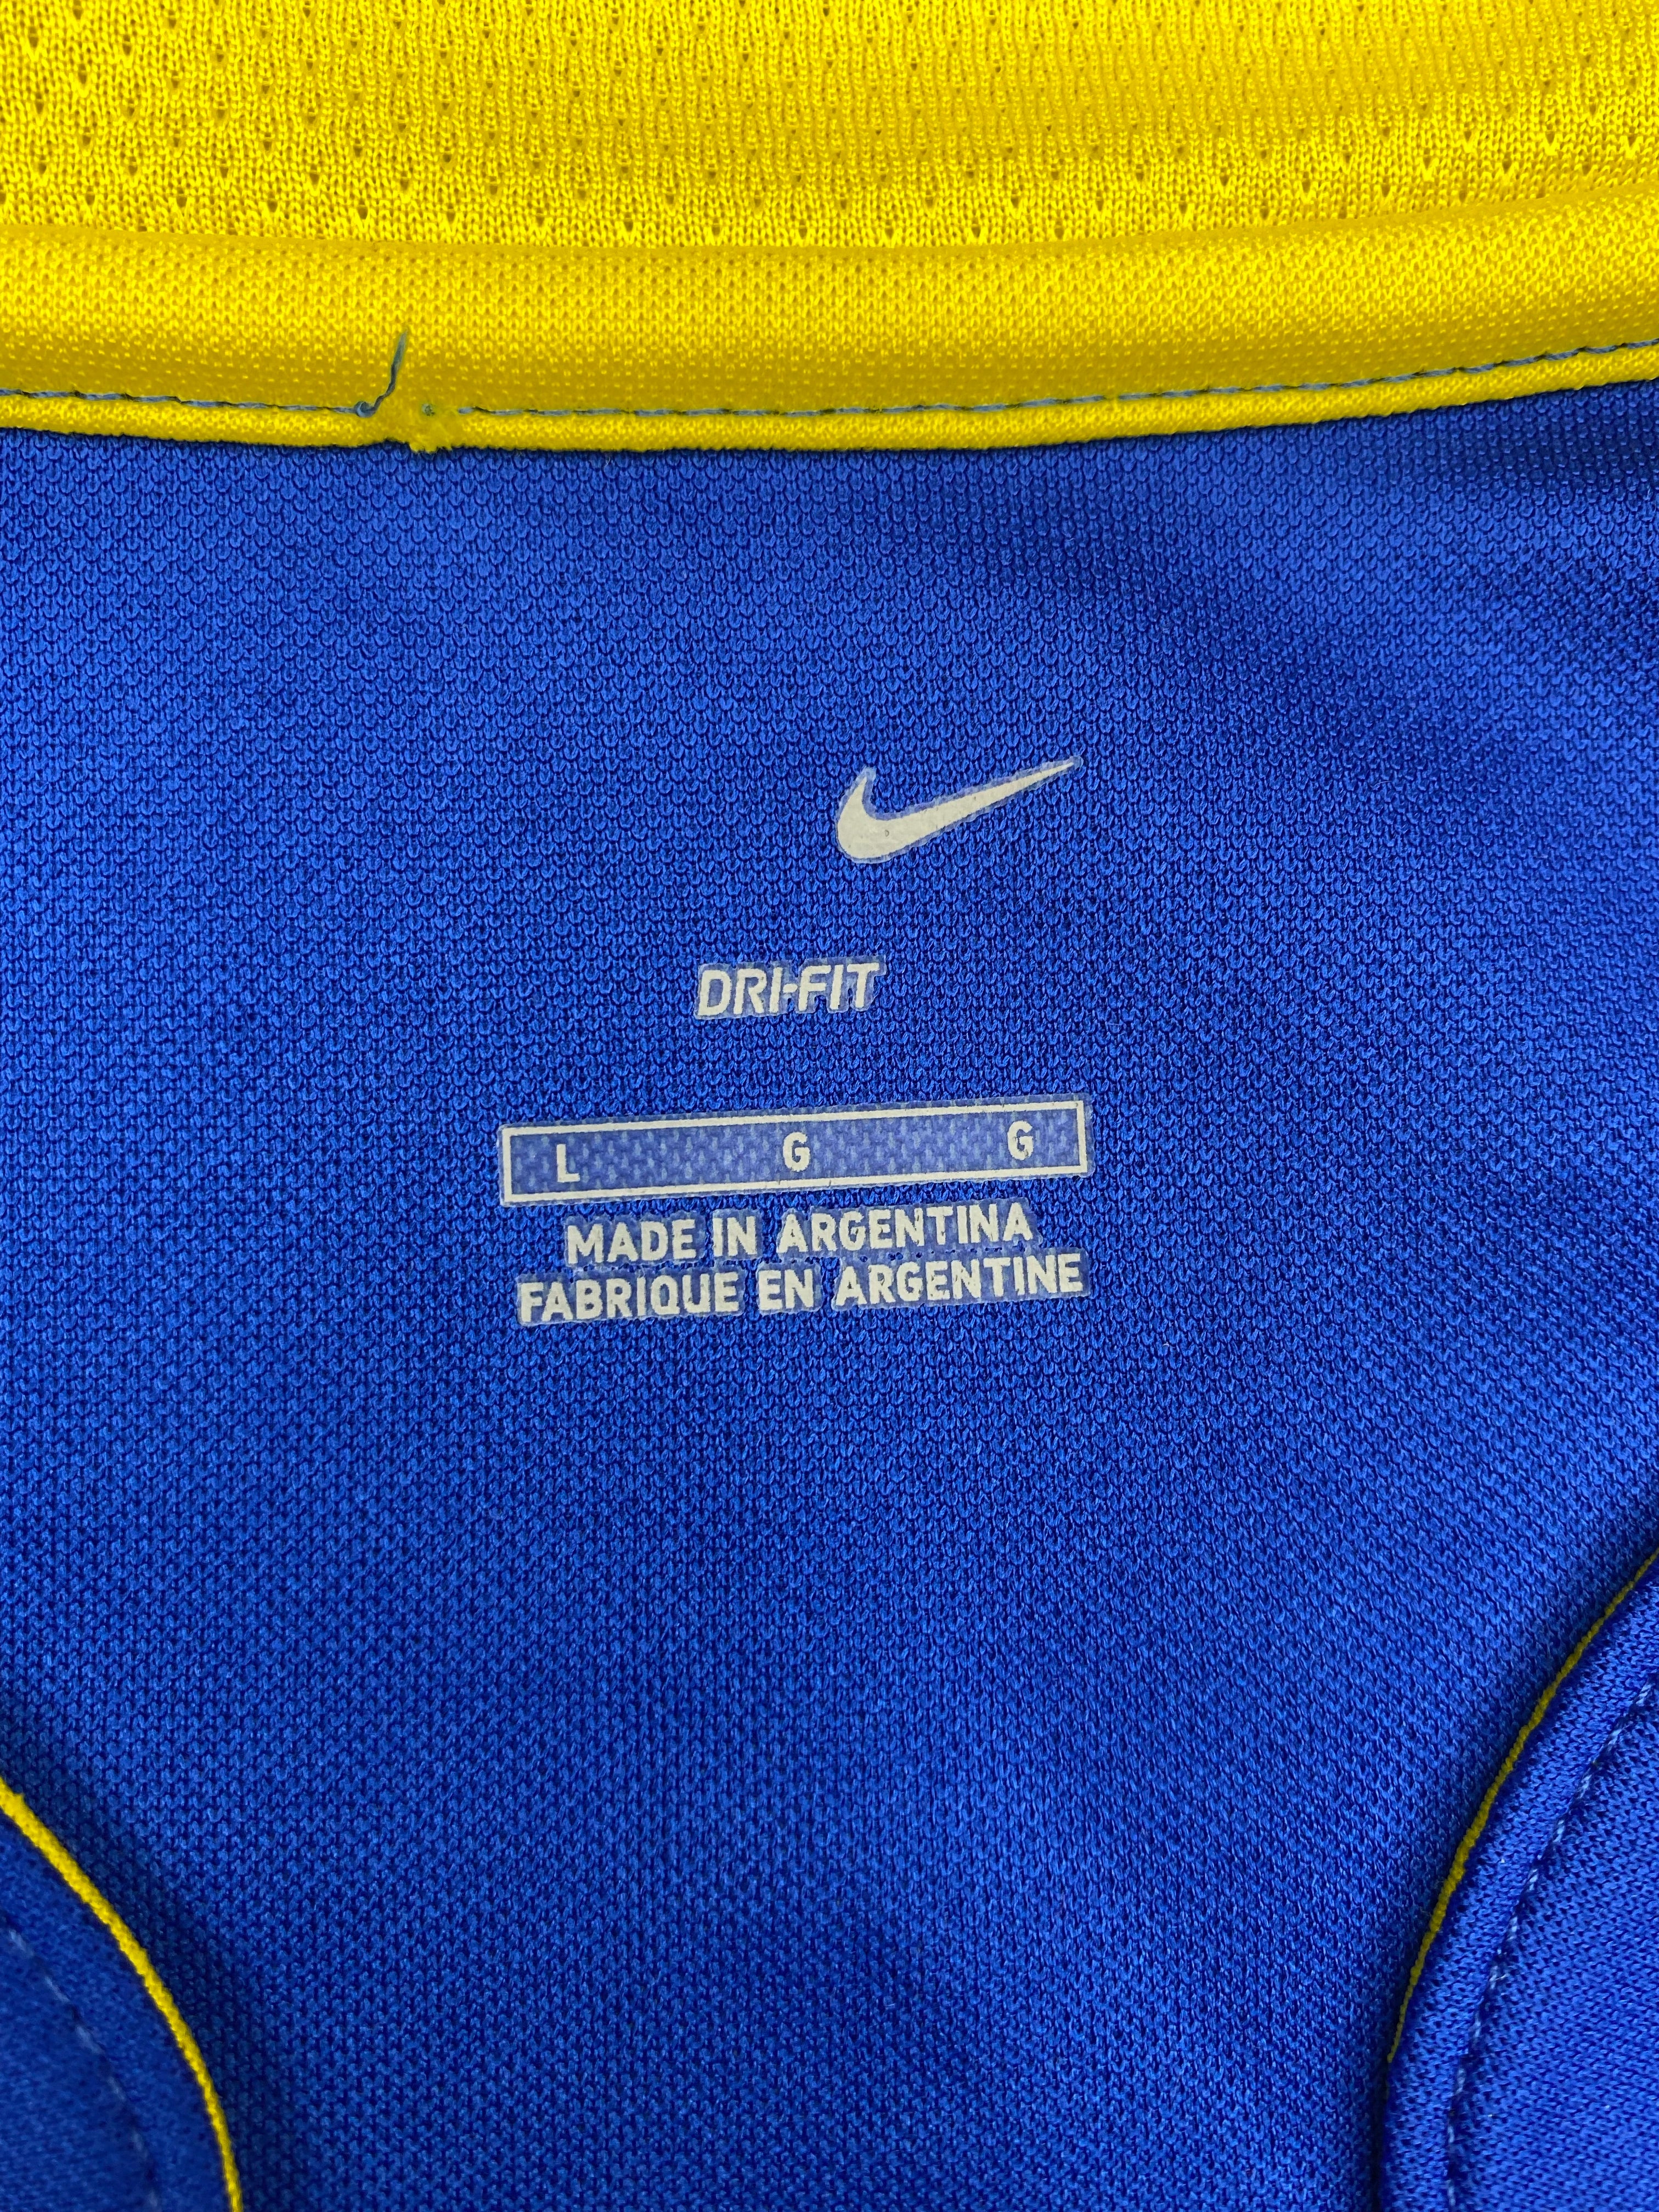 DRI-FIT
L G G
MADE IN ARGENTINA
FABRIQUE EN ARGENTINE